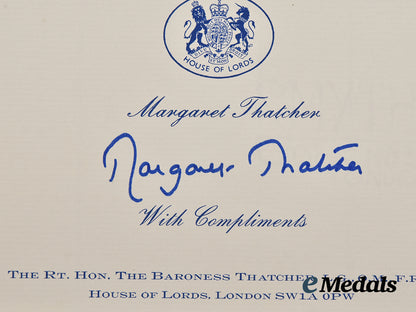 HOUSE OF LORDS
Margaret Thatcher
Margaret Thatcher
With Compliments
eMedals
THE RT. HON. THE BARONESS THATCHER, L.G., O.M., F.R
HOUSE OF LORDS, LONDON SW1A 0PW